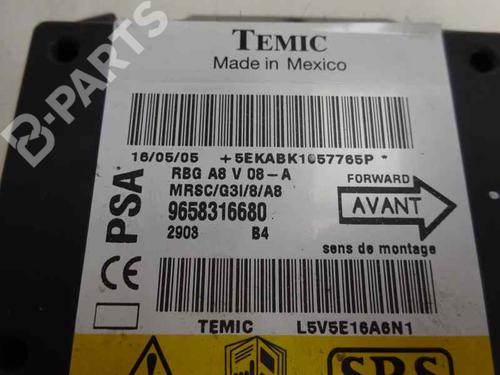 B-PARTS
TEMIC
Made in Mexico
16/05/05 +5EKABK1057765P *
RBG A8 V 08-A
MRSC/G3I/8/A8
9658316680
2903 B4
PSA
CE
FORWARD
AVANT
sens de montage
TEMIC L5V5E16A6N1
SRS